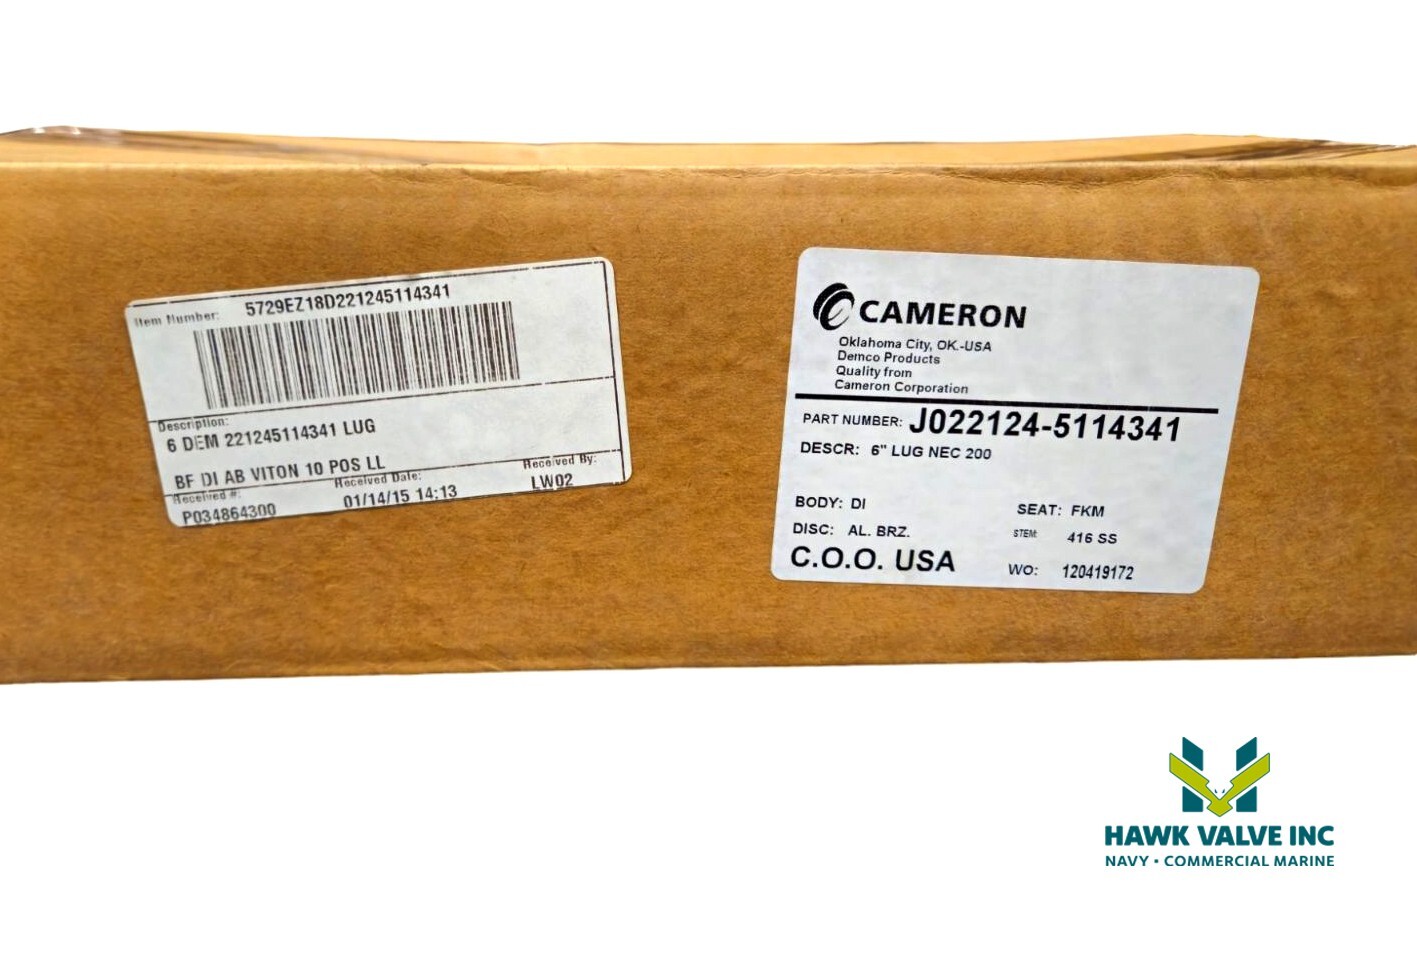 Item Number: 5729EZ18D221245114341
Description:
6 DEM 221245114341 LUG
BF DI AB VITON 10 POS LL
Received #: Received Date: Received By:
P034864300 01/14/15 14:13 LW02
CAMERON
Oklahoma City, OK.-USA
Demco Products
Quality from
Cameron Corporation
PART NUMBER: J022124-5114341
DESCR: 6" LUG NEC 200
BODY: DI SEAT: FKM
DISC: AL. BRZ. STEM: 416 SS
C.O.O. USA WO: 120419172
HAWK VALVE INC
NAVY • COMMERCIAL MARINE